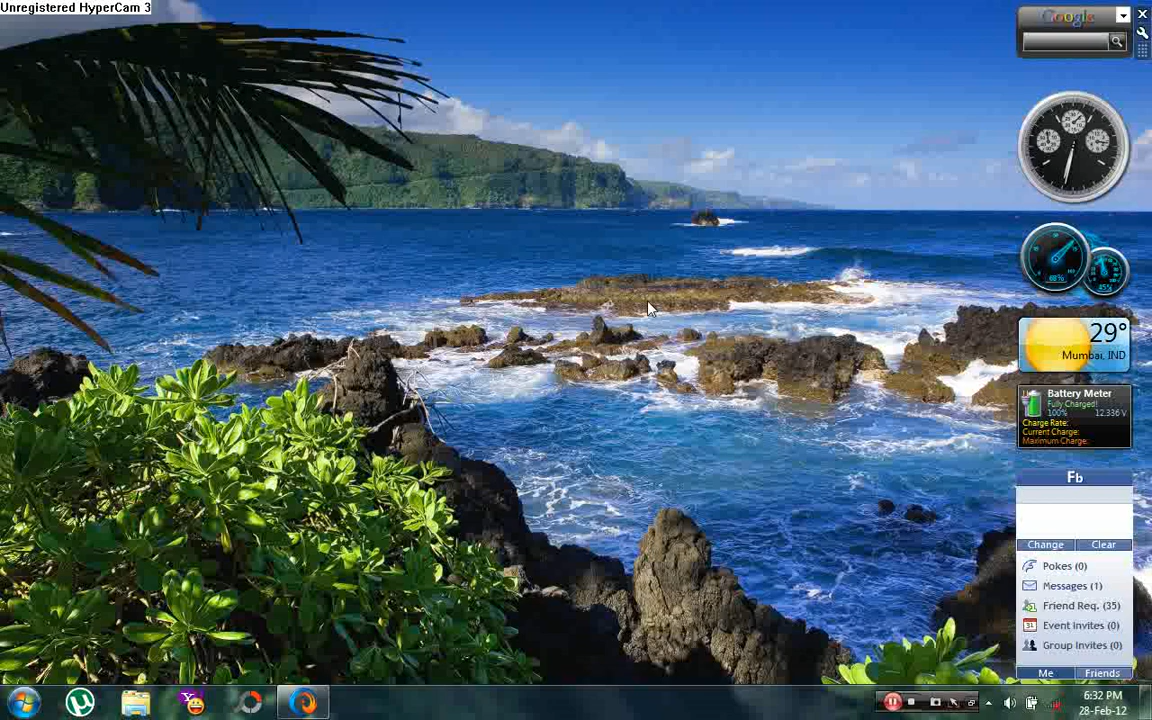 Unregistered HyperCam 3
Google
29°
Mumbai, IND
Battery Meter
Fully Charged!
100% 12.336 V
Charge Rate:
Current Charge:
Maximum Charge:
Fb
Change Clear
Pokes (0)
Messages (1)
Friend Req. (35)
Event Invites (0)
Group Invites (0)
Me Friends
6:32 PM
28-Feb-12